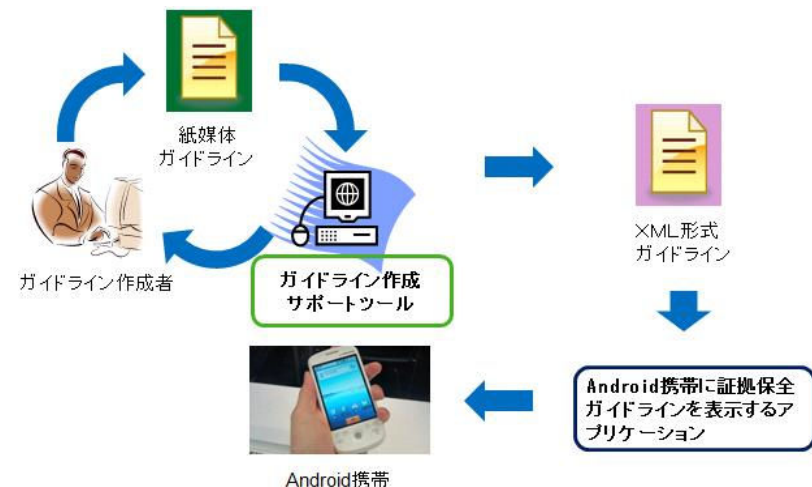 紙媒体
ガイドライン
ガイドライン作成者
ガイドライン作成
サポートツール
XML形式
ガイドライン
Android携帯に証拠保全
ガイドラインを表示するア
プリケーション
Android携帯